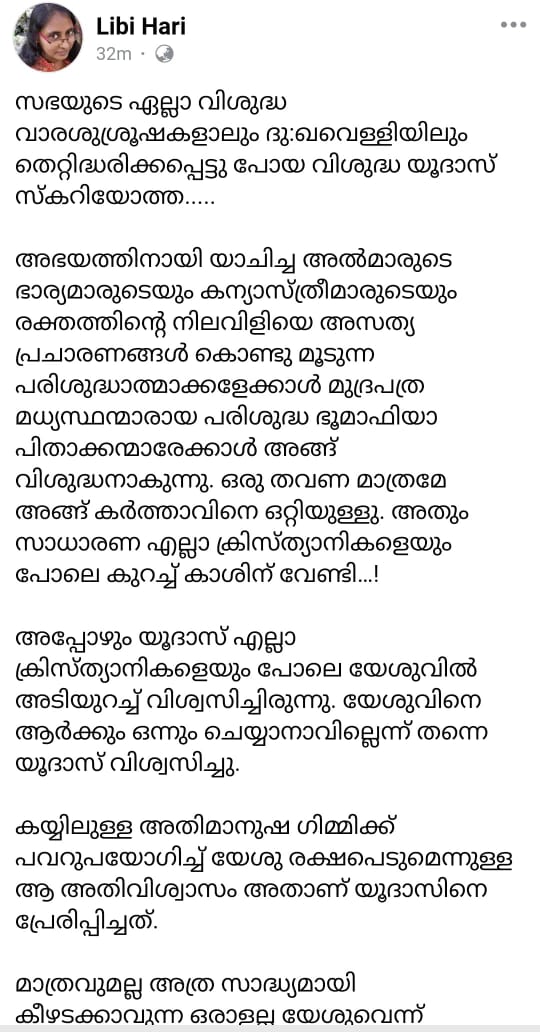 Libi Hari
32m ·
സഭയുടെ ഏല്ലാ വിശുദ്ധ
വാരശുശ്രൂഷകളാലും ദു:ഖവെള്ളിയിലും
തെറ്റിദ്ധരിക്കപ്പെട്ടു പോയ വിശുദ്ധ യൂദാസ്
സ്കറിയോത്ത.....
അഭയത്തിനായി യാചിച്ച അൽമാരുടെ
ഭാര്യമാരുടെയും കന്യാസ്ത്രീമാരുടെയും
രക്തത്തിന്റെ നിലവിളിയെ അസത്യ
പ്രചാരണങ്ങൾ കൊണ്ടു മൂടുന്ന
പരിശുദ്ധാത്മാക്കളേക്കാൾ മുദ്രപത്ര
മധ്യസ്ഥന്മാരായ പരിശുദ്ധ ഭൂമാഫിയാ
പിതാക്കന്മാരേക്കാൾ അങ്ങ്
വിശുദ്ധനാകുന്നു. ഒരു തവണ മാത്രമേ
അങ്ങ് കർത്താവിനെ ഒറ്റിയുള്ളു. അതും
സാധാരണ എല്ലാ ക്രിസ്ത്യാനികളെയും
പോലെ കുറച്ച് കാശിന് വേണ്ടി...!
അപ്പോഴും യൂദാസ് എല്ലാ
ക്രിസ്ത്യാനികളെയും പോലെ യേശുവിൽ
അടിയുറച്ച് വിശ്വസിച്ചിരുന്നു. യേശുവിനെ
ആർക്കും ഒന്നും ചെയ്യാനാവില്ലെന്ന് തന്നെ
യൂദാസ് വിശ്വസിച്ചു.
കയ്യിലുള്ള അതിമാനുഷ ഗിമ്മിക്ക്
പവറുപയോഗിച്ച് യേശു രക്ഷപെടുമെന്നുള്ള
ആ അതിവിശ്വാസം അതാണ് യൂദാസിനെ
പ്രേരിപ്പിച്ചത്.
മാത്രവുമല്ല അത്ര സാദ്ധ്യമായി
കീഴടക്കാവുന്ന ഒരാളല്ല യേശുവെന്ന്